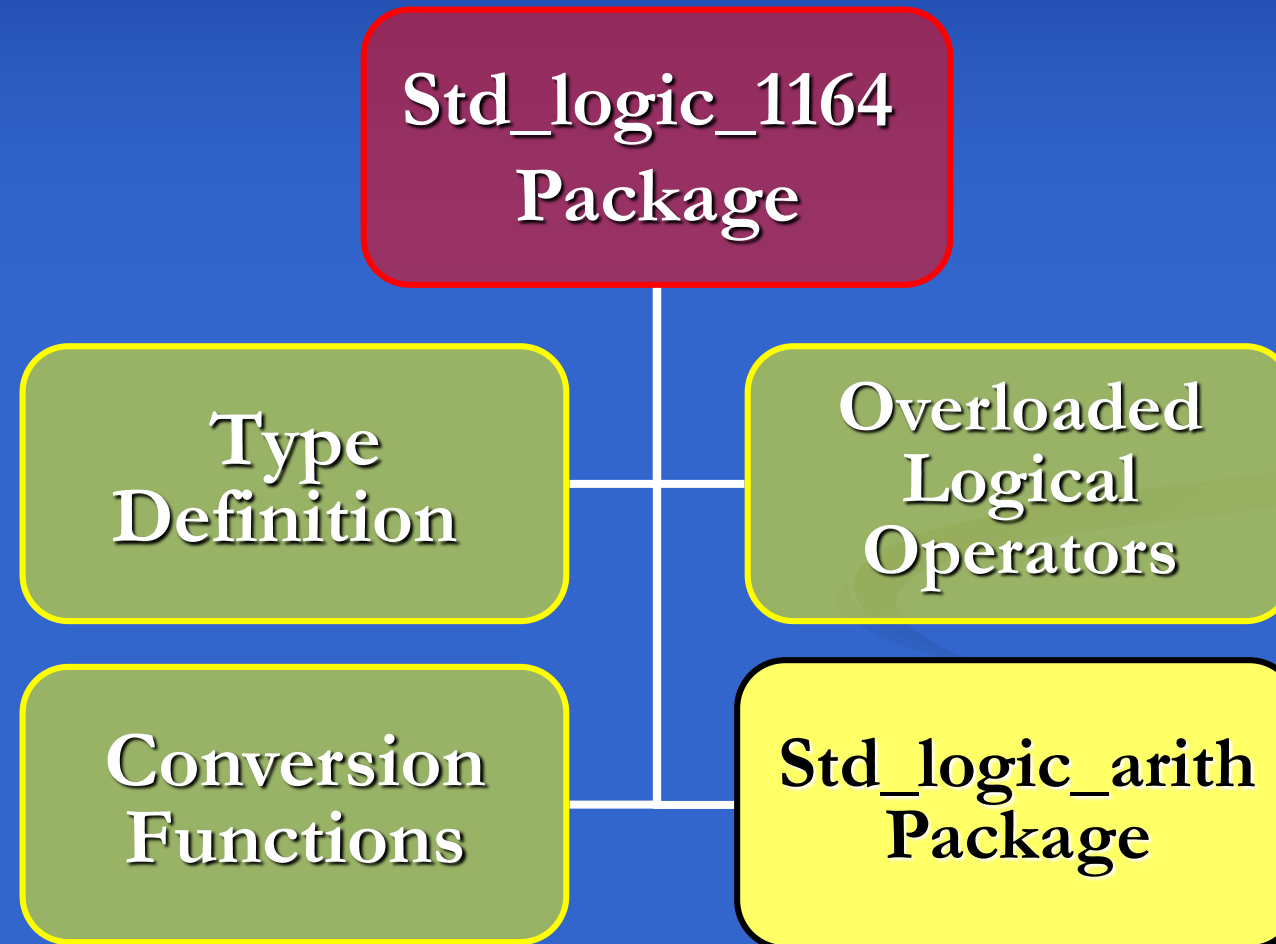 Std_logic_1164
Package
Type
Definition
Overloaded
Logical
Operators
Conversion
Functions
Std_logic_arith
Package